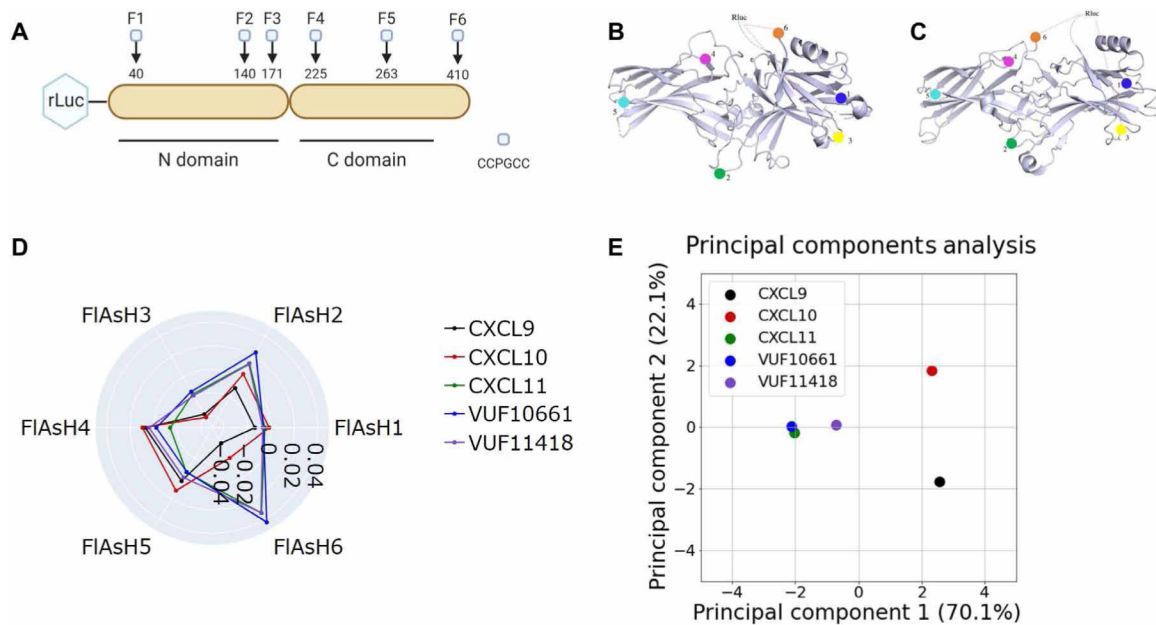 A
F1 F2 F3 F4 F5 F6
40 140 171 225 263 410
rLuc
N domain C domain
CCPGCC
B
Rluc
6
4
5
1
3
2
C
Rluc
6
4
5
1
3
2
D
FlAsH3 FlAsH2
FlAsH4 FlAsH1
FlAsH5 FlAsH6
−0.04
−0.02
0
0.02
0.04
CXCL9
CXCL10
CXCL11
VUF10661
VUF11418
E
Principal components analysis
Principal component 2 (22.1%)
4
2
0
−2
−4
CXCL9
CXCL10
CXCL11
VUF10661
VUF11418
−4 −2 0 2 4
Principal component 1 (70.1%)